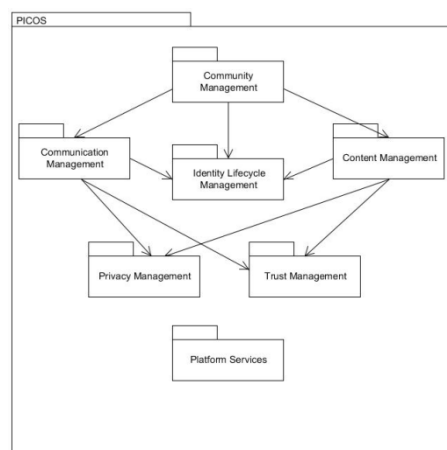 PICOS
Community
Management
Communication
Management
Identity Lifecycle
Management
Content Management
Privacy Management
Trust Management
Platform Services